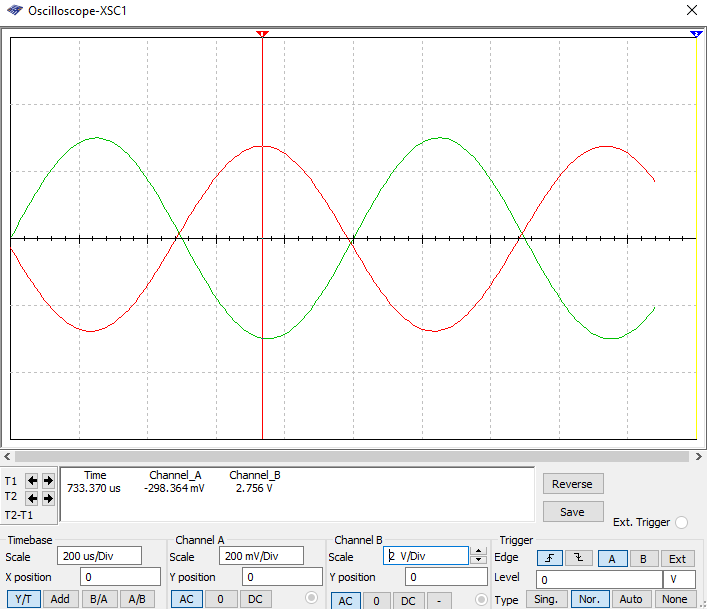 Oscilloscope-XSC1
1
2
T1
T2
T2-T1
Time Channel_A Channel_B
733.370 us -298.364 mV 2.756 V
Reverse
Save
Ext. Trigger
Timebase
Scale 200 us/Div
X position 0
Y/T Add B/A A/B
Channel A
Scale 200 mV/Div
Y position 0
AC 0 DC
Channel B
Scale 2 V/Div
Y position 0
AC 0 DC -
Trigger
Edge A B Ext
Level 0 V
Type Sing. Nor. Auto None